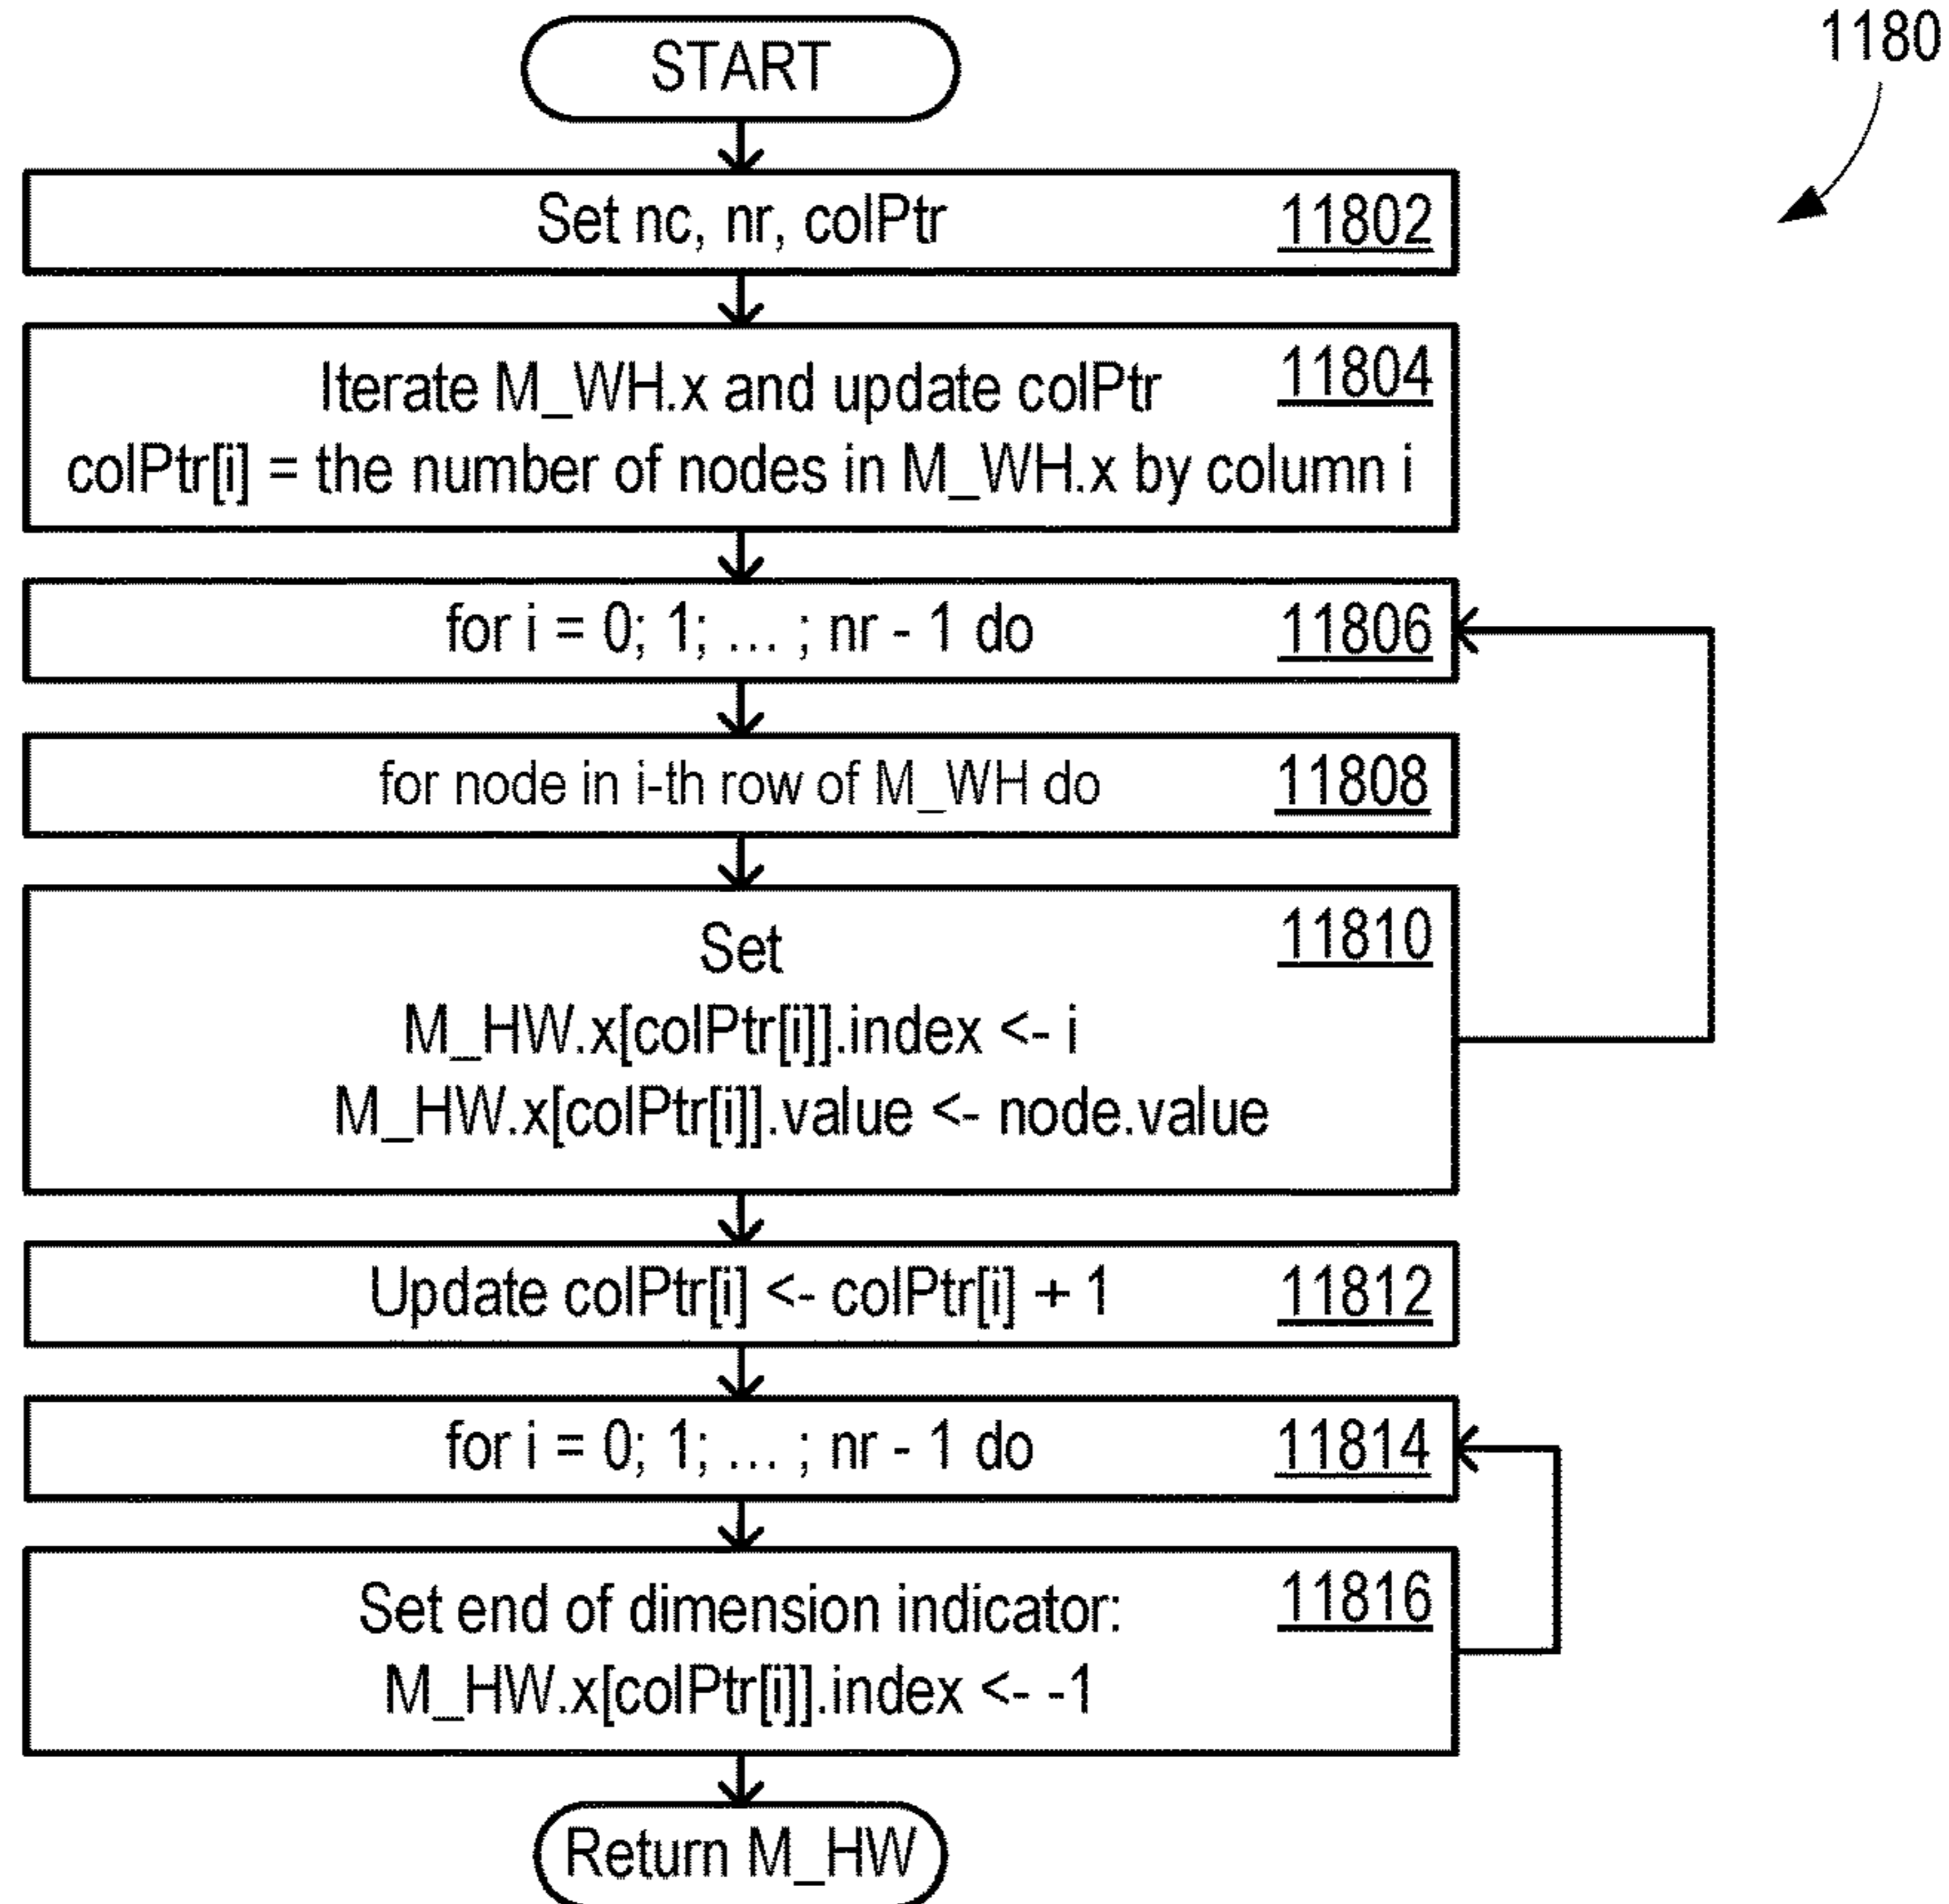 1180
START
Set nc, nr, colPtr 11802
Iterate M_WH.x and update colPtr 11804
colPtr[i] = the number of nodes in M_WH.x by column i
for i = 0; 1; ... ; nr - 1 do 11806
for node in i-th row of M_WH do 11808
Set 11810
M_HW.x[colPtr[i]].index <- i
M_HW.x[colPtr[i]].value <- node.value
Update colPtr[i] <- colPtr[i] + 1 11812
for i = 0; 1; ... ; nr - 1 do 11814
Set end of dimension indicator: 11816
M_HW.x[colPtr[i]].index <- -1
Return M_HW